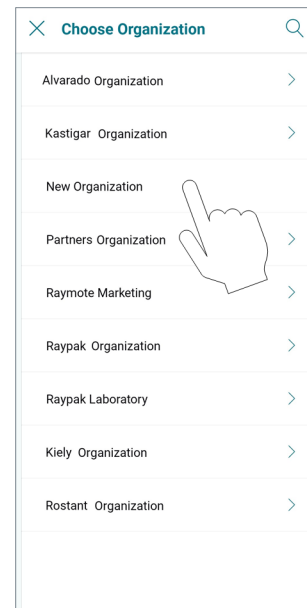 Choose Organization
Alvarado Organization
Kastigar Organization
New Organization
Partners Organization
Raymote Marketing
Raypak Organization
Raypak Laboratory
Kiely Organization
Rostant Organization